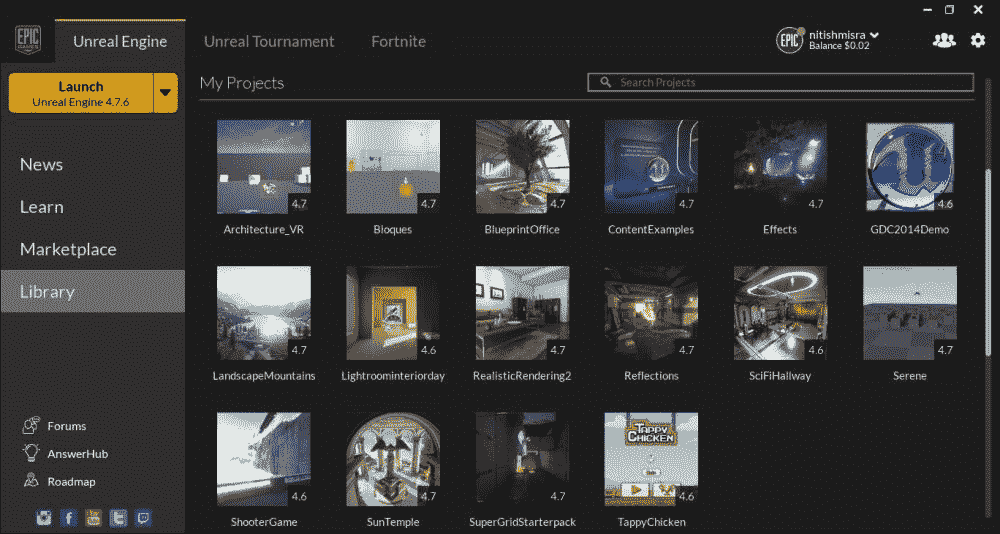 EPIC GAMES
Unreal Engine
Unreal Tournament
Fortnite
EPIC
nitishmisra
Balance $0.02
Launch
Unreal Engine 4.7.6
My Projects
Search Projects
News
Learn
Marketplace
Library
4.7
4.7
4.7
4.7
4.7
4.6
Architecture_VR
Bloques
BlueprintOffice
ContentExamples
Effects
GDC2014Demo
4.7
4.6
4.7
4.7
4.6
4.7
LandscapeMountains
Lightroominteriorday
RealisticRendering2
Reflections
SciFiHallway
Serene
Forums
AnswerHub
Roadmap
TAPPY
CHICKEN
4.6
4.7
4.7
4.6
ShooterGame
SunTemple
SuperGridStarterpack
TappyChicken